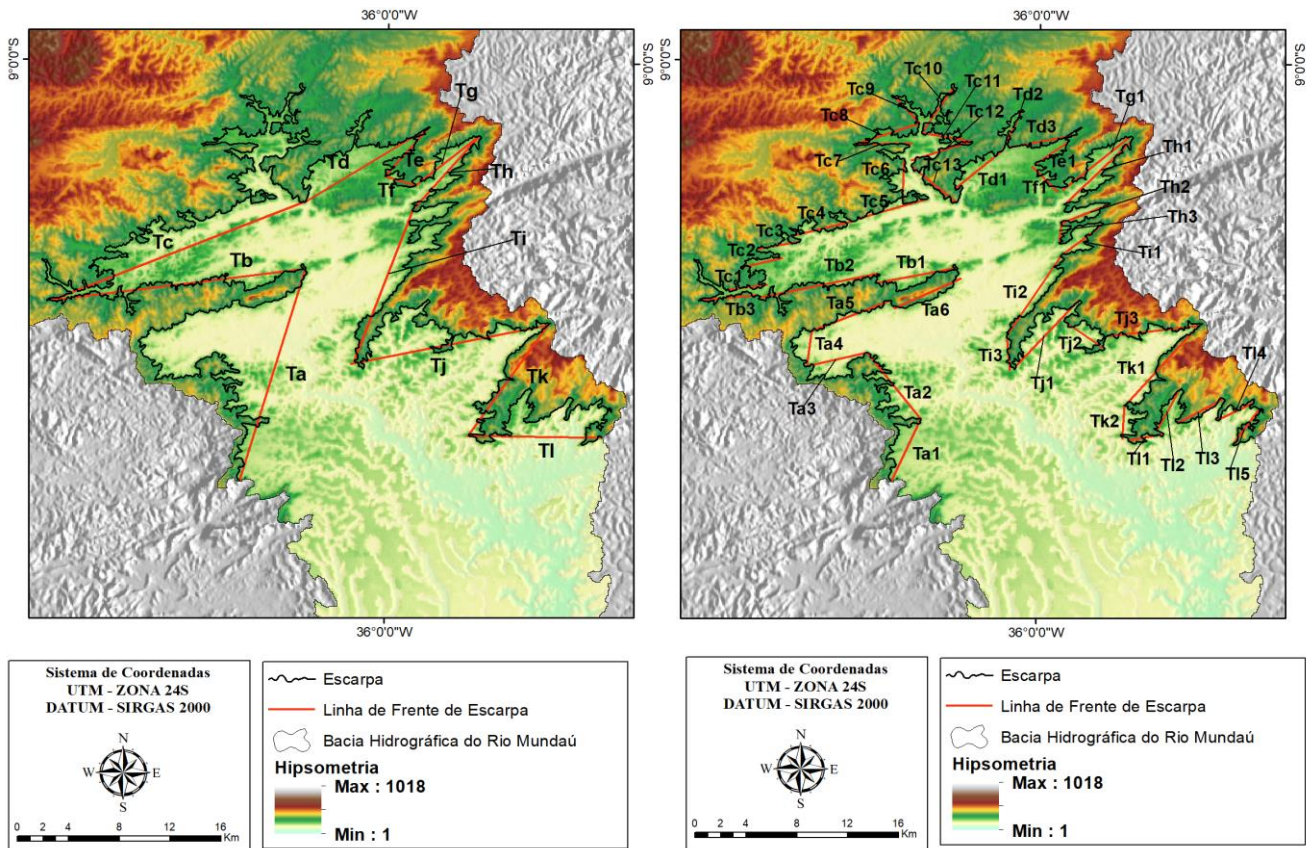 36°0'0"W
9°0'0"S
Tg
Td
Te
Tf
Th
Tc
Ti
Tb
Ta
Tj
Tk
Tl
36°0'0"W
Sistema de Coordenadas
UTM - ZONA 24S
DATUM - SIRGAS 2000
N
W E
S
0 2 4 8 12 16
Km
Escarpa
Linha de Frente de Escarpa
Bacia Hidrográfica do Rio Mundaú
Hipsometria
Max : 1018
Min : 1
36°0'0"W
9°0'0"S
9°0'0"S
Tc10
Tc9
Tc11
Td2
Tc8
Tc12
Td3
Tg1
Tc7
Tc6
Tc13
Te1
Th1
Td1
Tf1
Tc5
Th2
Tc4
Th3
Tc3
Tc2
Ti1
Tc1
Tb2
Tb1
Tb3
Ta5
Ta6
Ti2
Ta4
Ti3
Tj2
Tj3
Tj1
Tl4
Ta3
Ta2
Tk1
Tk2
Ta1
Tl1
Tl2
Tl3
Tl5
36°0'0"W
Sistema de Coordenadas
UTM - ZONA 24S
DATUM - SIRGAS 2000
N
W E
S
0 2 4 8 12 16
Km
Escarpa
Linha de Frente de Escarpa
Bacia Hidrográfica do Rio Mundaú
Hipsometria
Max : 1018
Min : 1